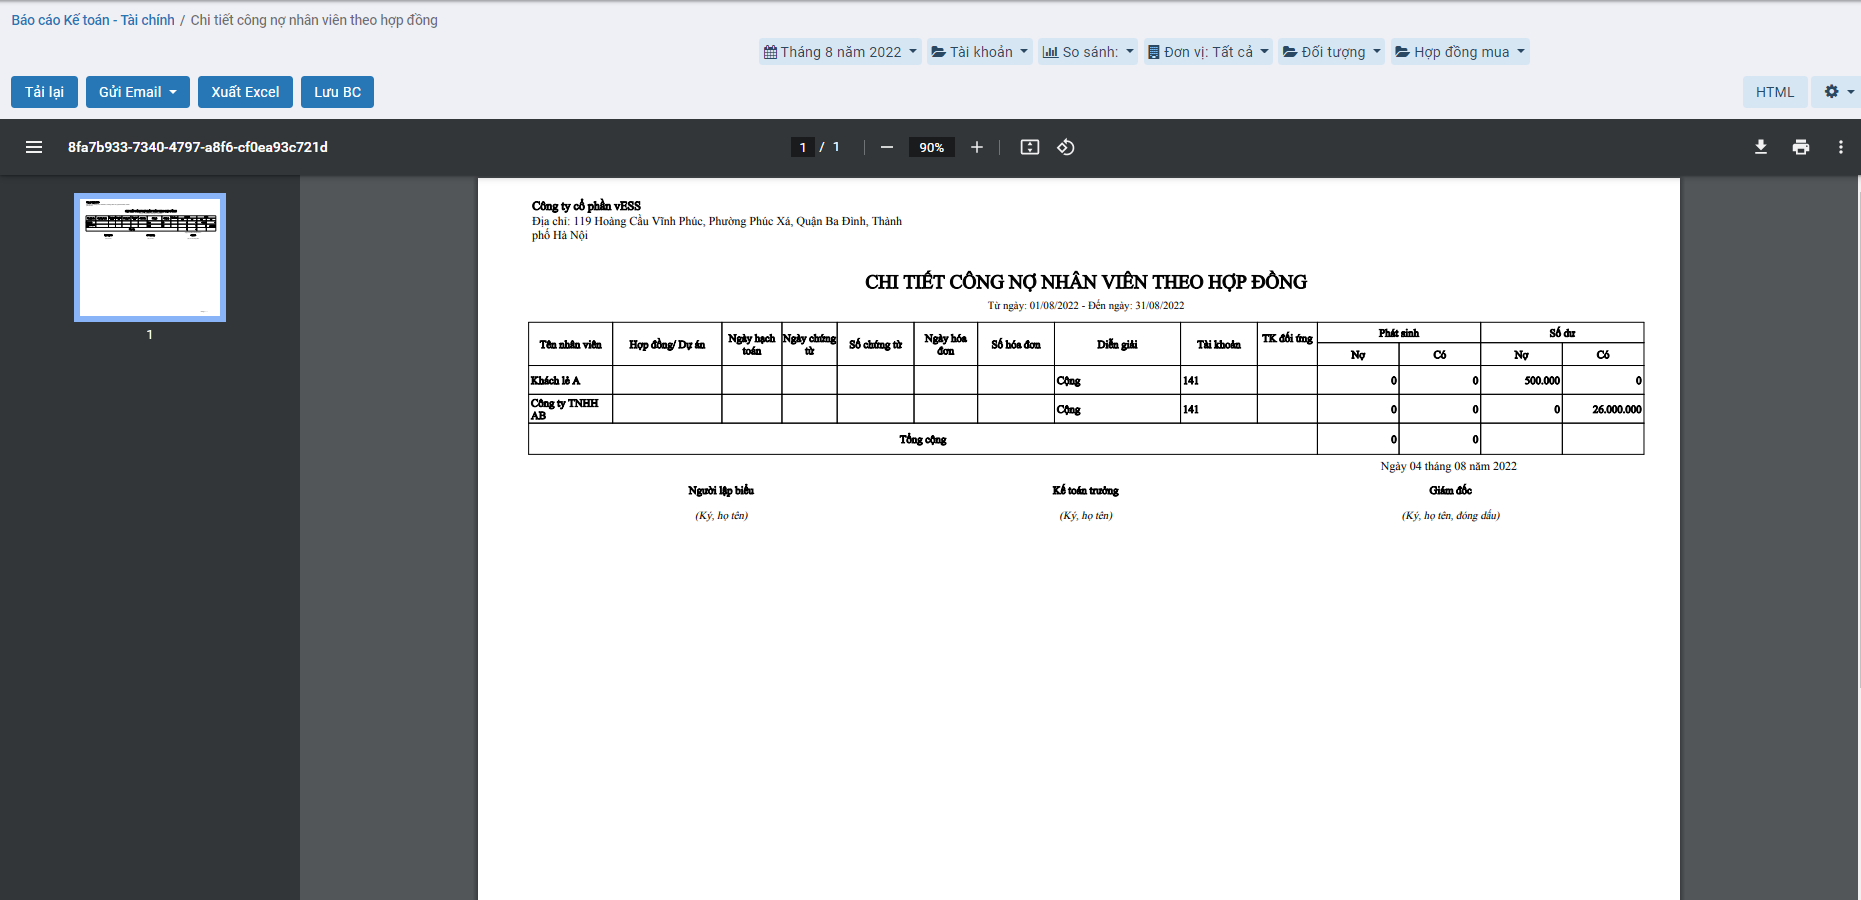 Báo cáo Kế toán - Tài chính / Chi tiết công nợ nhân viên theo hợp đồng
Tháng 8 năm 2022 Tài khoản So sánh: Đơn vị: Tất cả Đối tượng Hợp đồng mua
Tải lại Gửi Email Xuất Excel Lưu BC HTML
8fa7b933-7340-4797-a8f6-cf0ea93c721d 1 / 1 90%
1
Công ty cổ phần vESS
Địa chỉ: 119 Hoàng Cầu Vĩnh Phúc, Phường Phúc Xá, Quận Ba Đình, Thành
phố Hà Nội
CHI TIẾT CÔNG NỢ NHÂN VIÊN THEO HỢP ĐỒNG
Từ ngày: 01/08/2022 - Đến ngày: 31/08/2022
Tên nhân viên Hợp đồng/ Dự án Ngày hạch toán Ngày chứng từ Số chứng từ Ngày hóa đơn Số hóa đơn Diễn giải Tài khoản TK đối ứng Phát sinh Số dư
Nợ Có Nợ Có
Khách lẻ A Cộng 141 0 0 500.000 0
Công ty TNHH AB Cộng 141 0 0 0 26.000.000
Tổng cộng 0 0
Ngày 04 tháng 08 năm 2022
Người lập biểu Kế toán trưởng Giám đốc
(Ký, họ tên) (Ký, họ tên) (Ký, họ tên, đóng dấu)